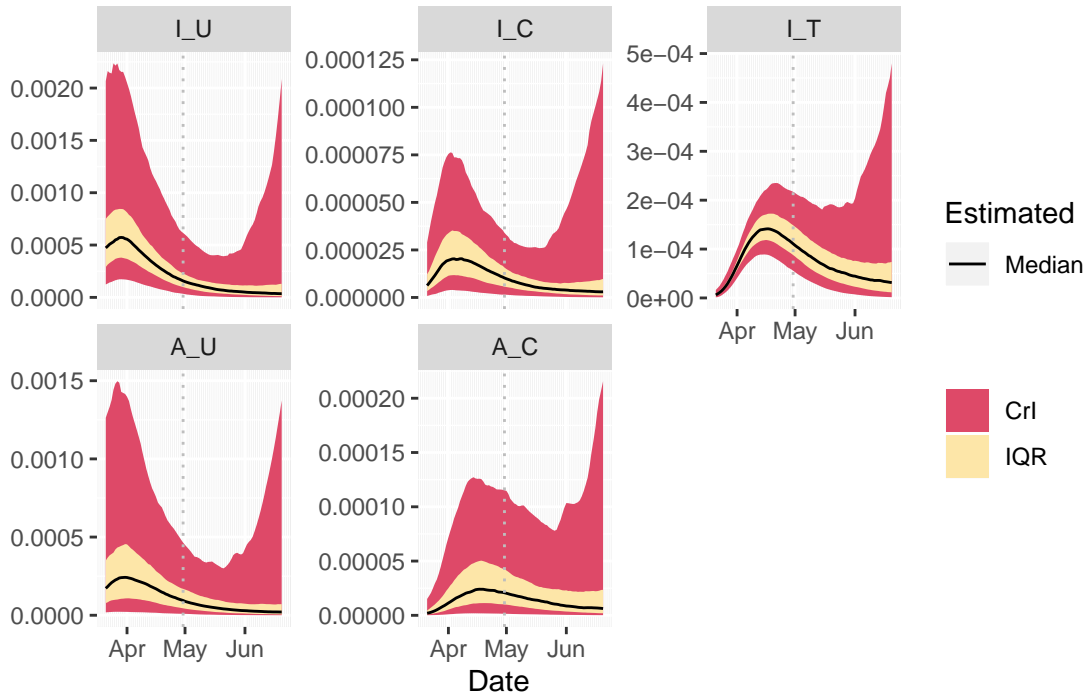 I_U
I_C
I_T
0.0020
0.0015
0.0010
0.0005
0.0000
0.000125
0.000100
0.000075
0.000050
0.000025
0.000000
5e−04
4e−04
3e−04
2e−04
1e−04
0e+00
Apr May Jun
A_U
A_C
0.0015
0.0010
0.0005
0.0000
0.00020
0.00015
0.00010
0.00005
0.00000
Apr May Jun
Apr May Jun
Date
Estimated
Median
CrI
IQR